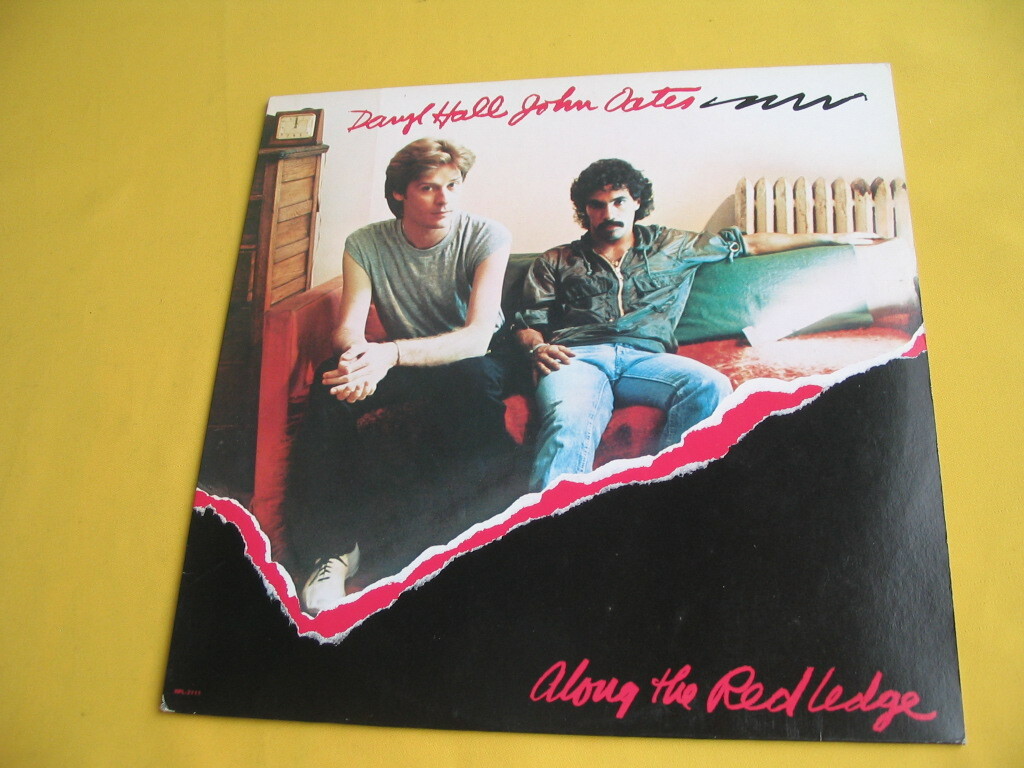 Daryl Hall John Oates
Along the Red Ledge